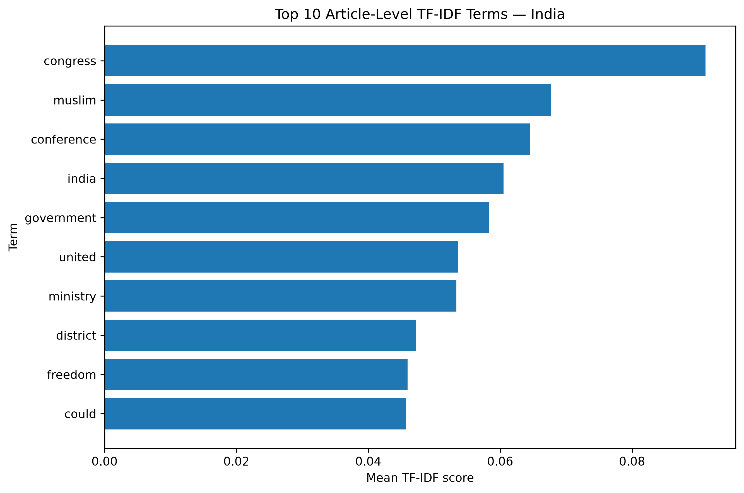 Top 10 Article-Level TF-IDF Terms — India
congress
muslim
conference
india
government
united
ministry
district
freedom
could
Term
0.00 0.02 0.04 0.06 0.08
Mean TF-IDF score